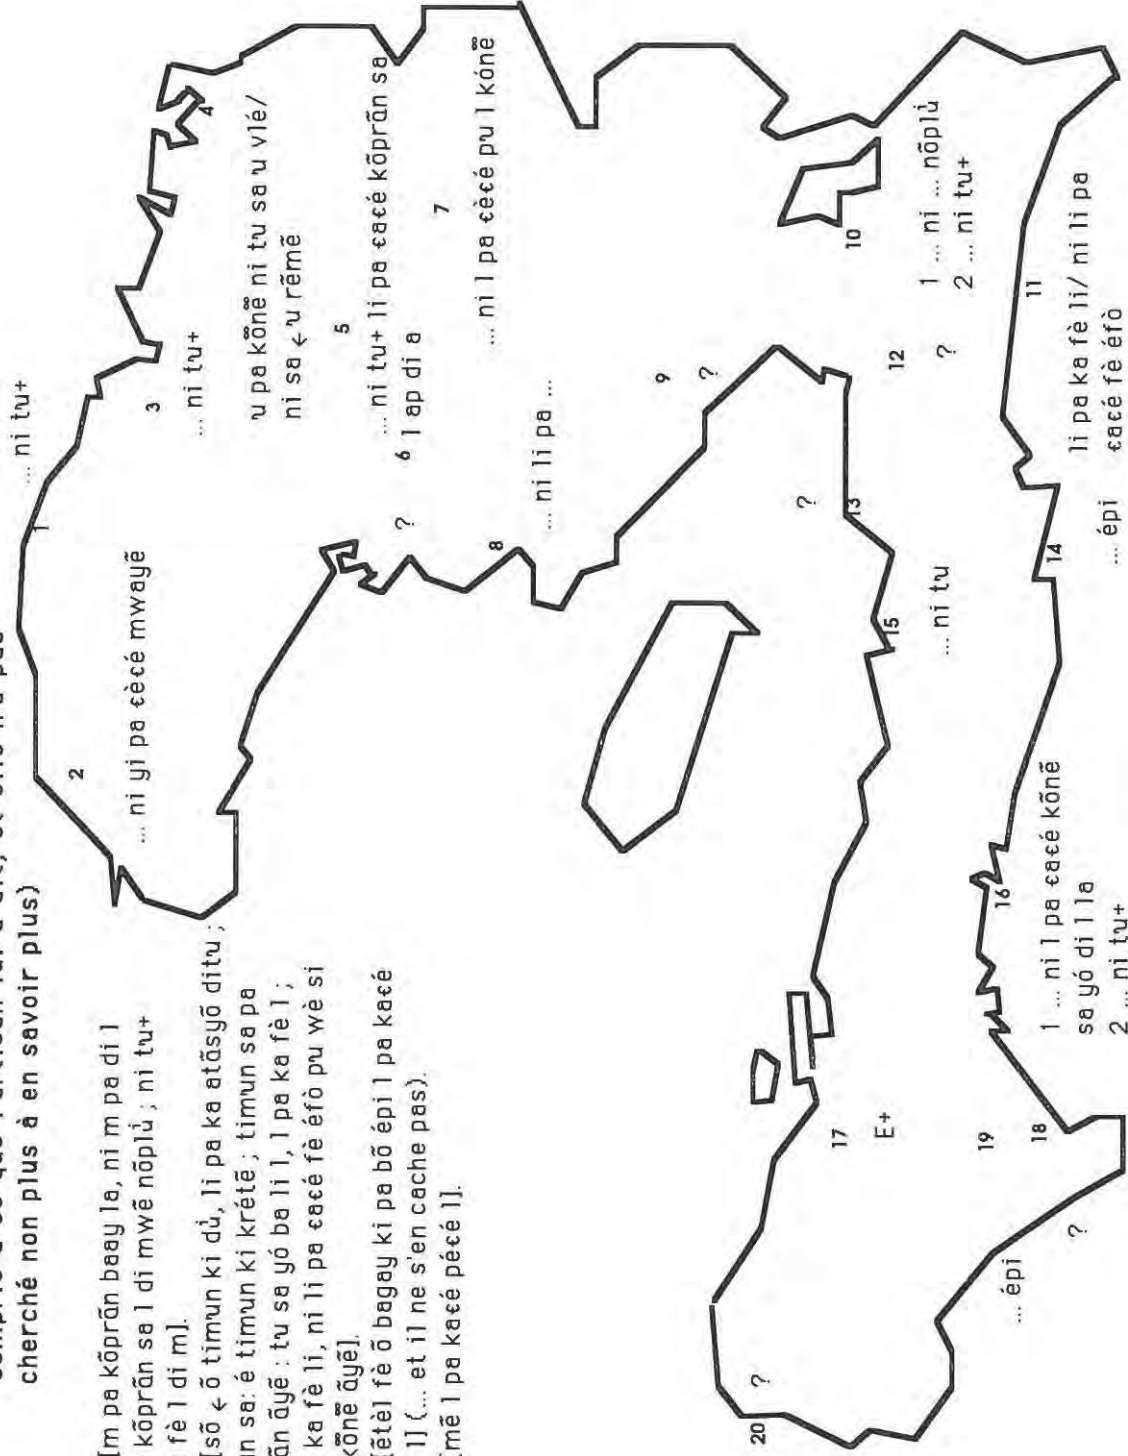 cherché non plus à en savoir plus)
[m pa kõprãn baay la, ni m pa di l
kõprãn sa l di mwẽ nõplù ; ni tu+
fè l di m].
[sõ ← õ timun ki dù, li pa ka atãsyõ ditu ;
sa: é timun ki krétẽ ; timun sa pa
ãyẽ : tu sa yó ba li l, l pa ka fè l ;
ka fè li, ni li pa ɛaɛé fè éfò pu wè si
kõnẽ ãyẽ].
fè õ bagay ki pa bõ épi l pa kaɛé
l] (... et il ne s'en cache pas).
[mẽ l pa kaɛé péɛé l].
1
... ni tu+
2
... ni yi pa ɛèɛé mwayẽ
3
... ni tu+
4
u pa kõnẽ ni tu sa u vlé/
ni sa ← u rẽmẽ
5
... ni tu+ li pa ɛaɛé kõprãn sa
6 l ap di a
?
7
... ni l pa ɛèɛé pu l kónẽ
8
... ni li pa ...
9
?
10
1 ... ni ... nõplù
2 ... ni tu+
11
li pa ka fè li/ ni li pa
ɛaɛé fè éfò
12
?
13
?
14
... épi
15
... ni tu
16
1 ... ni l pa ɛaɛé kõnẽ
sa yó di l la
2 ... ni tu+
17
E+
18
?
19
... épi
20
?